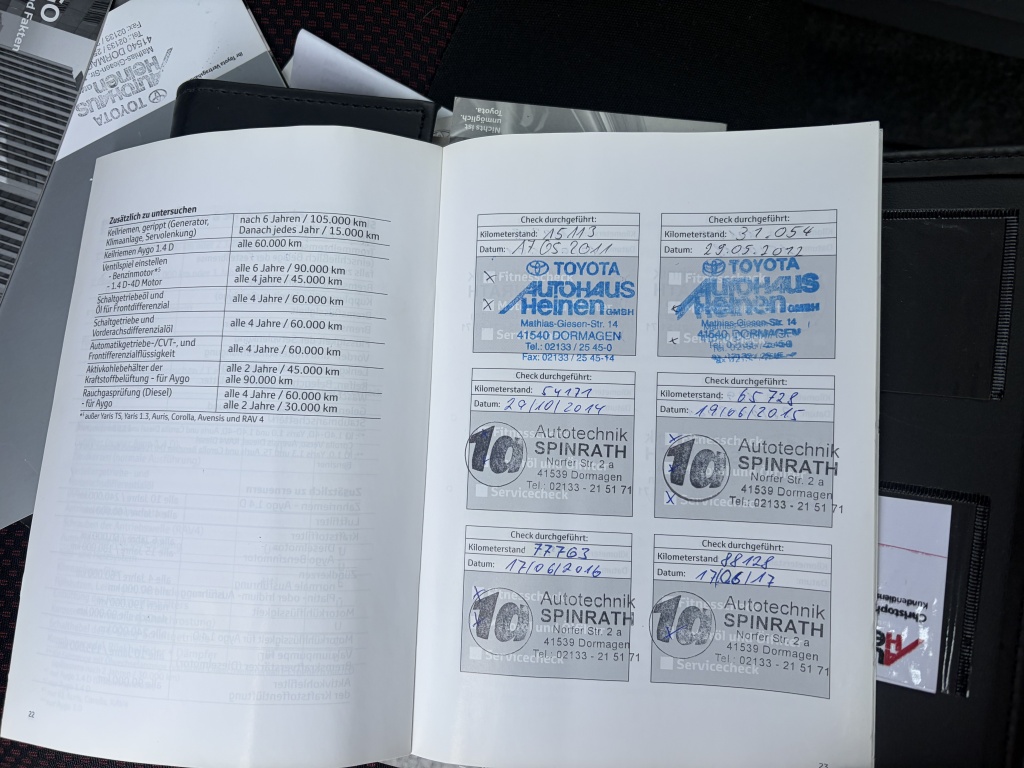 Nichts ist
unmöglich.
Toyota.
TOYOTA
AUTOHAUS
Heinen
Zusätzlich zu untersuchen
Keilriemen, gerippt (Generator,
Klimaanlage, Servolenkung)
nach 6 Jahren / 105.000 km
Danach jedes Jahr / 15.000 km
Keilriemen Aygo 1.4 D
alle 60.000 km
Ventilspiel einstellen
- Benzinmotor*⁾
- 1.4 D-4D Motor
alle 6 Jahre / 90.000 km
alle 4 Jahre / 45.000 km
Schaltgetriebeöl und
Öl für Frontdifferenzial
alle 4 Jahre / 60.000 km
Schaltgetriebe und
Vorderachsdifferenzialöl
alle 4 Jahre / 60.000 km
Automatikgetriebe-/CVT-, und
Frontdifferenzialflüssigkeit
alle 4 Jahre / 60.000 km
Aktivkohlebehälter der
Kraftstoffbelüftung – für Aygo
alle 2 Jahre / 45.000 km
alle 90.000 km
Rauchgasprüfung (Diesel)
- für Aygo
alle 4 Jahre / 60.000 km
alle 2 Jahre / 30.000 km
*⁾ außer Yaris TS, Yaris 1.3, Auris, Corolla, Avensis und RAV 4
22
Check durchgeführt:
Kilometerstand: 15113
Datum: 17.05.2011
Fitnesscheck
TOYOTA
AUTOHAUS
Heinen GMBH
Mathias-Giesen-Str. 14
41540 DORMAGEN
Tel.: 02133 / 25 45-0
Fax: 02133 / 25 45-14
Check durchgeführt:
Kilometerstand: 31.054
Datum: 29.05.2012
TOYOTA
AUTOHAUS
Heinen GMBH
Mathias-Giesen-Str. 14
41540 DORMAGEN
Check durchgeführt:
Kilometerstand: 54171
Datum: 29/10/2014
1a
Autotechnik
SPINRATH
Norfer Str. 2 a
41539 Dormagen
Tel.: 02133 - 21 51 71
Servicecheck
Check durchgeführt:
Kilometerstand: 65728
Datum: 19/06/2015
1a
Autotechnik
SPINRATH
Norfer Str. 2 a
41539 Dormagen
Tel.: 02133 - 21 51 71
Check durchgeführt:
Kilometerstand 77763
Datum: 17/06/2016
1a
Autotechnik
SPINRATH
Norfer Str. 2 a
41539 Dormagen
Tel.: 02133 - 21 51 71
Servicecheck
Check durchgeführt:
Kilometerstand 88128
Datum: 17/06/17
1a
Autotechnik
SPINRATH
Norfer Str. 2 a
41539 Dormagen
Tel.: 02133 - 21 51 71
Servicecheck
23